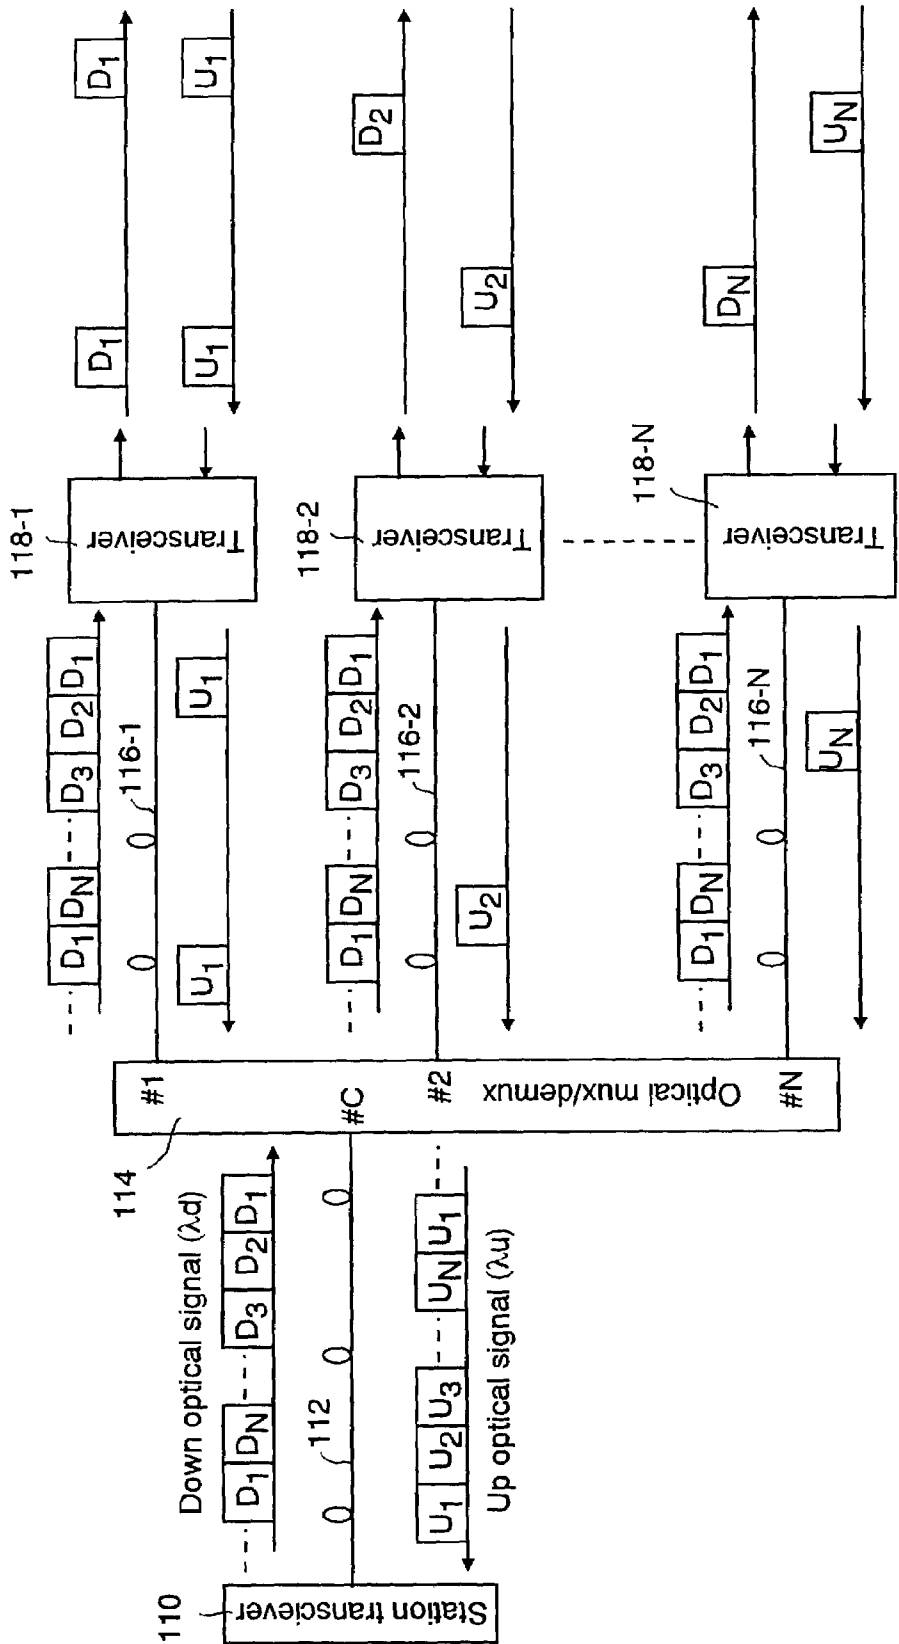 110
Station transciever
Down optical signal (λd)
D1 DN D3 D2 D1
112
U1 U2 U3 UN U1
Up optical signal (λu)
114
#1
#C
#2
Optical mux/demux
#N
D1 DN D3 D2 D1
116-1
U1 U1
118-1
Transceiver
D1 D1
U1 U1
D1 DN D3 D2 D1
116-2
U2
118-2
Transceiver
D2
U2
D1 DN D3 D2 D1
116-N
UN
118-N
Transceiver
DN
UN